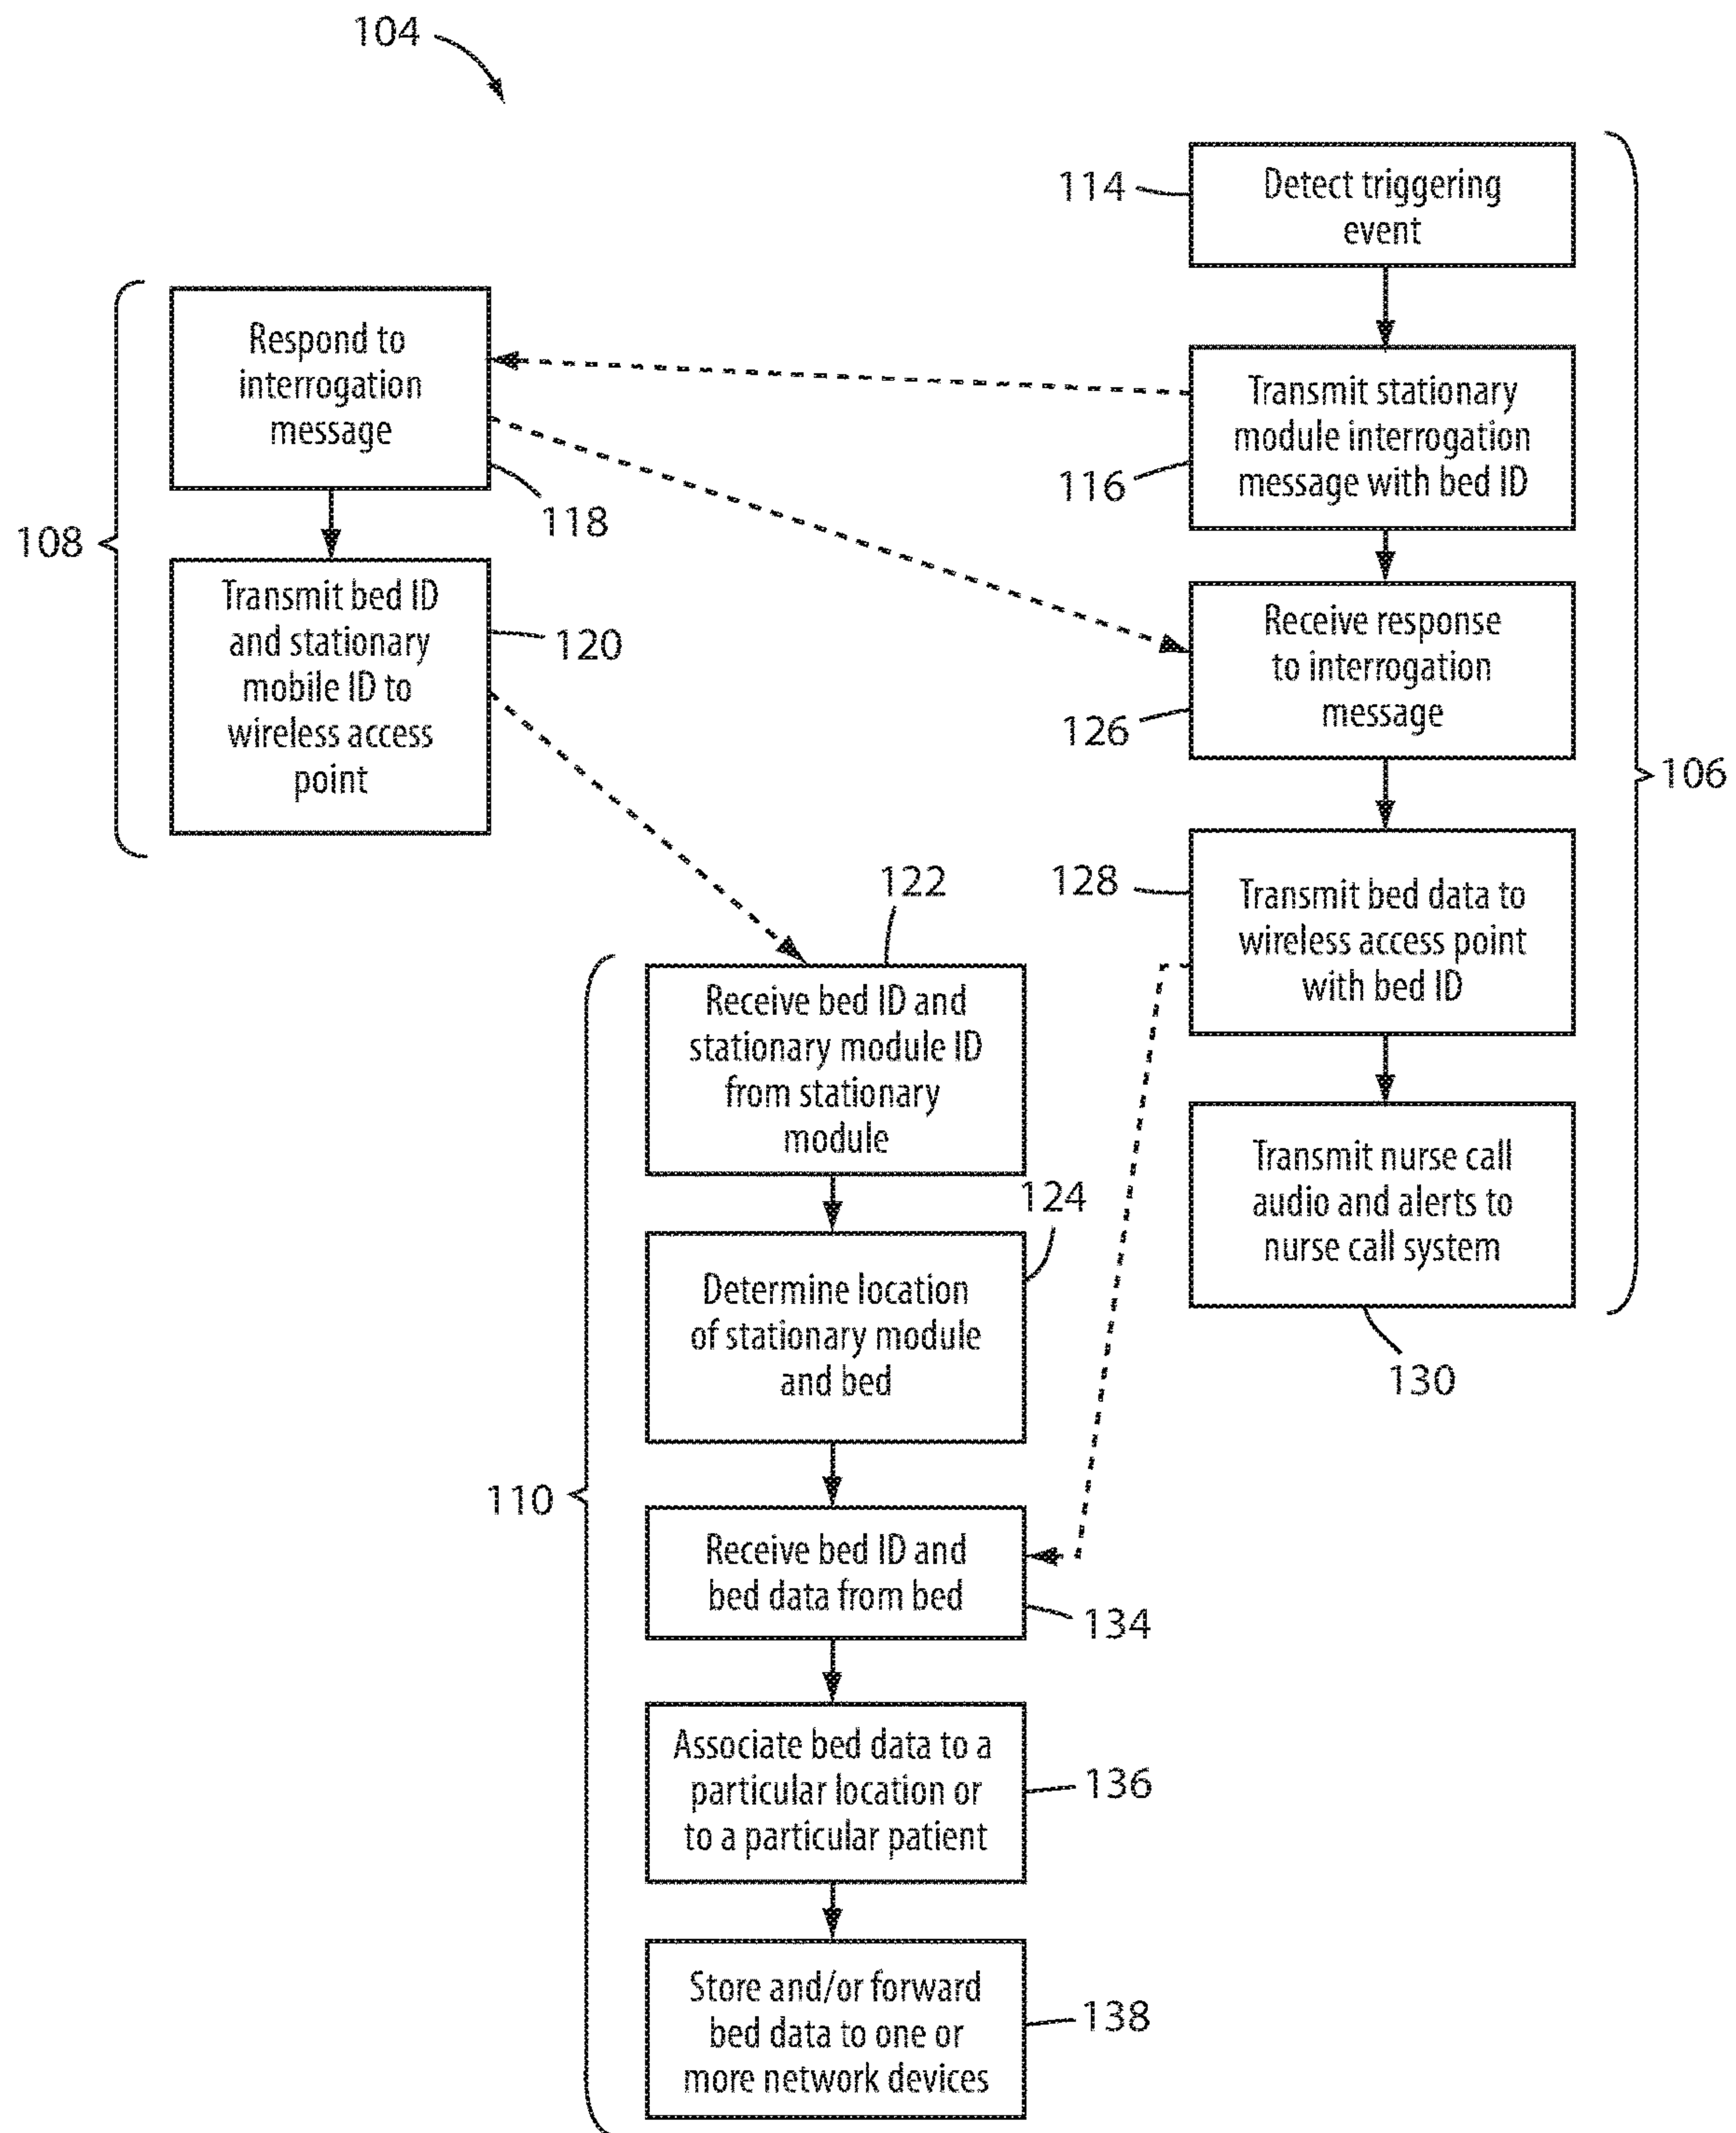 104
114
Detect triggering
event
Respond to
interrogation
message
118
Transmit stationary
module interrogation
message with bed ID
116
108
Transmit bed ID
and stationary
mobile ID to
wireless access
point
120
Receive response
to interrogation
message
126
106
128
Transmit bed data to
wireless access point
with bed ID
122
Receive bed ID and
stationary module ID
from stationary
module
124
Transmit nurse call
audio and alerts to
nurse call system
130
Determine location
of stationary module
and bed
110
Receive bed ID and
bed data from bed
134
Associate bed data to a
particular location or
to a particular patient
136
Store and/or forward
bed data to one or
more network devices
138